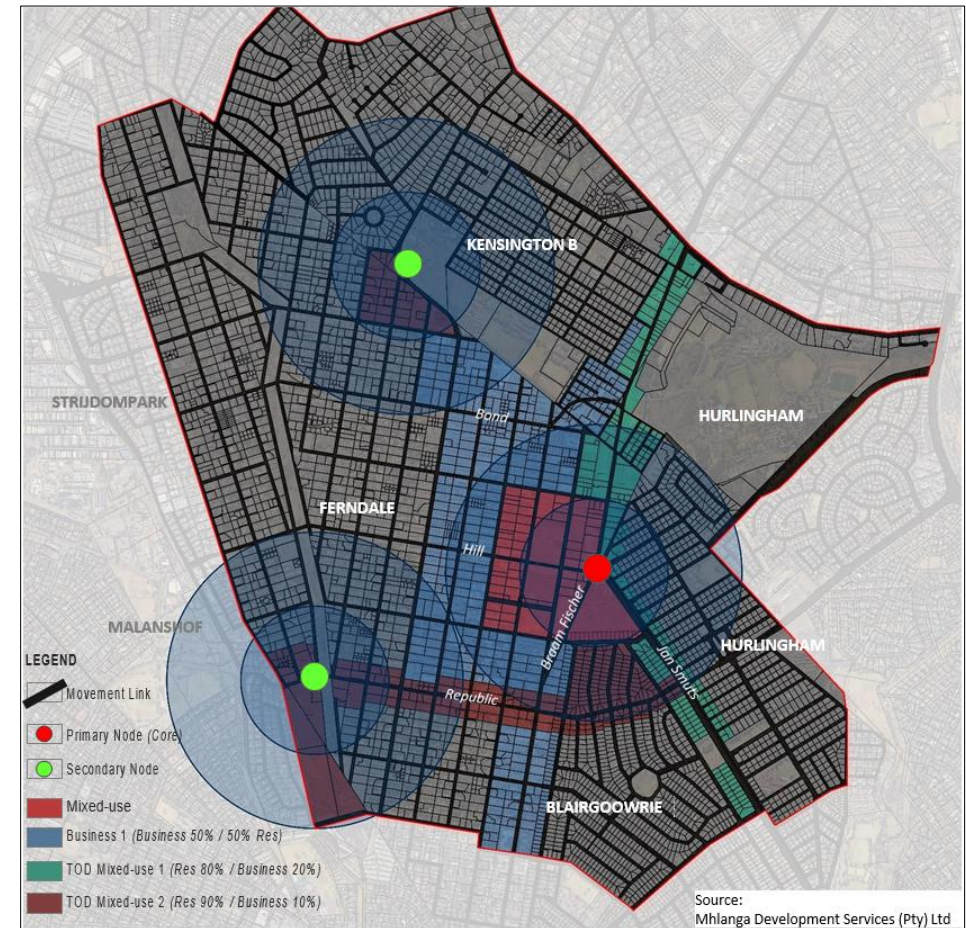 KENSINGTON B
HURLINGHAM
STRIJDOMPARK
Bond
FERNDALE
Hill
MALANSHOF
Braam Fischer
HURLINGHAM
Jan Smuts
Republic
BLAIRGOOWRIE
LEGEND
Movement Link
Primary Node (Core)
Secondary Node
Mixed-use
Business 1 (Business 50% / 50% Res)
TOD Mixed-use 1 (Res 80% / Business 20%)
TOD Mixed-use 2 (Res 90% / Business 10%)
Source:
Mhlanga Development Services (Pty) Ltd